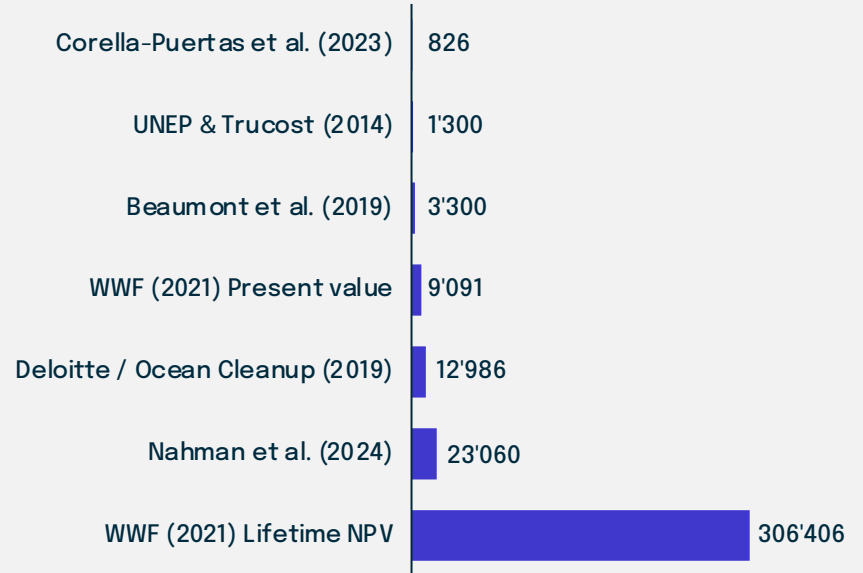 Corella-Puertas et al. (2023) 826
UNEP & Trucost (2014) 1'300
Beaumont et al. (2019) 3'300
WWF (2021) Present value 9'091
Deloitte / Ocean Cleanup (2019) 12'986
Nahman et al. (2024) 23'060
WWF (2021) Lifetime NPV 306'406